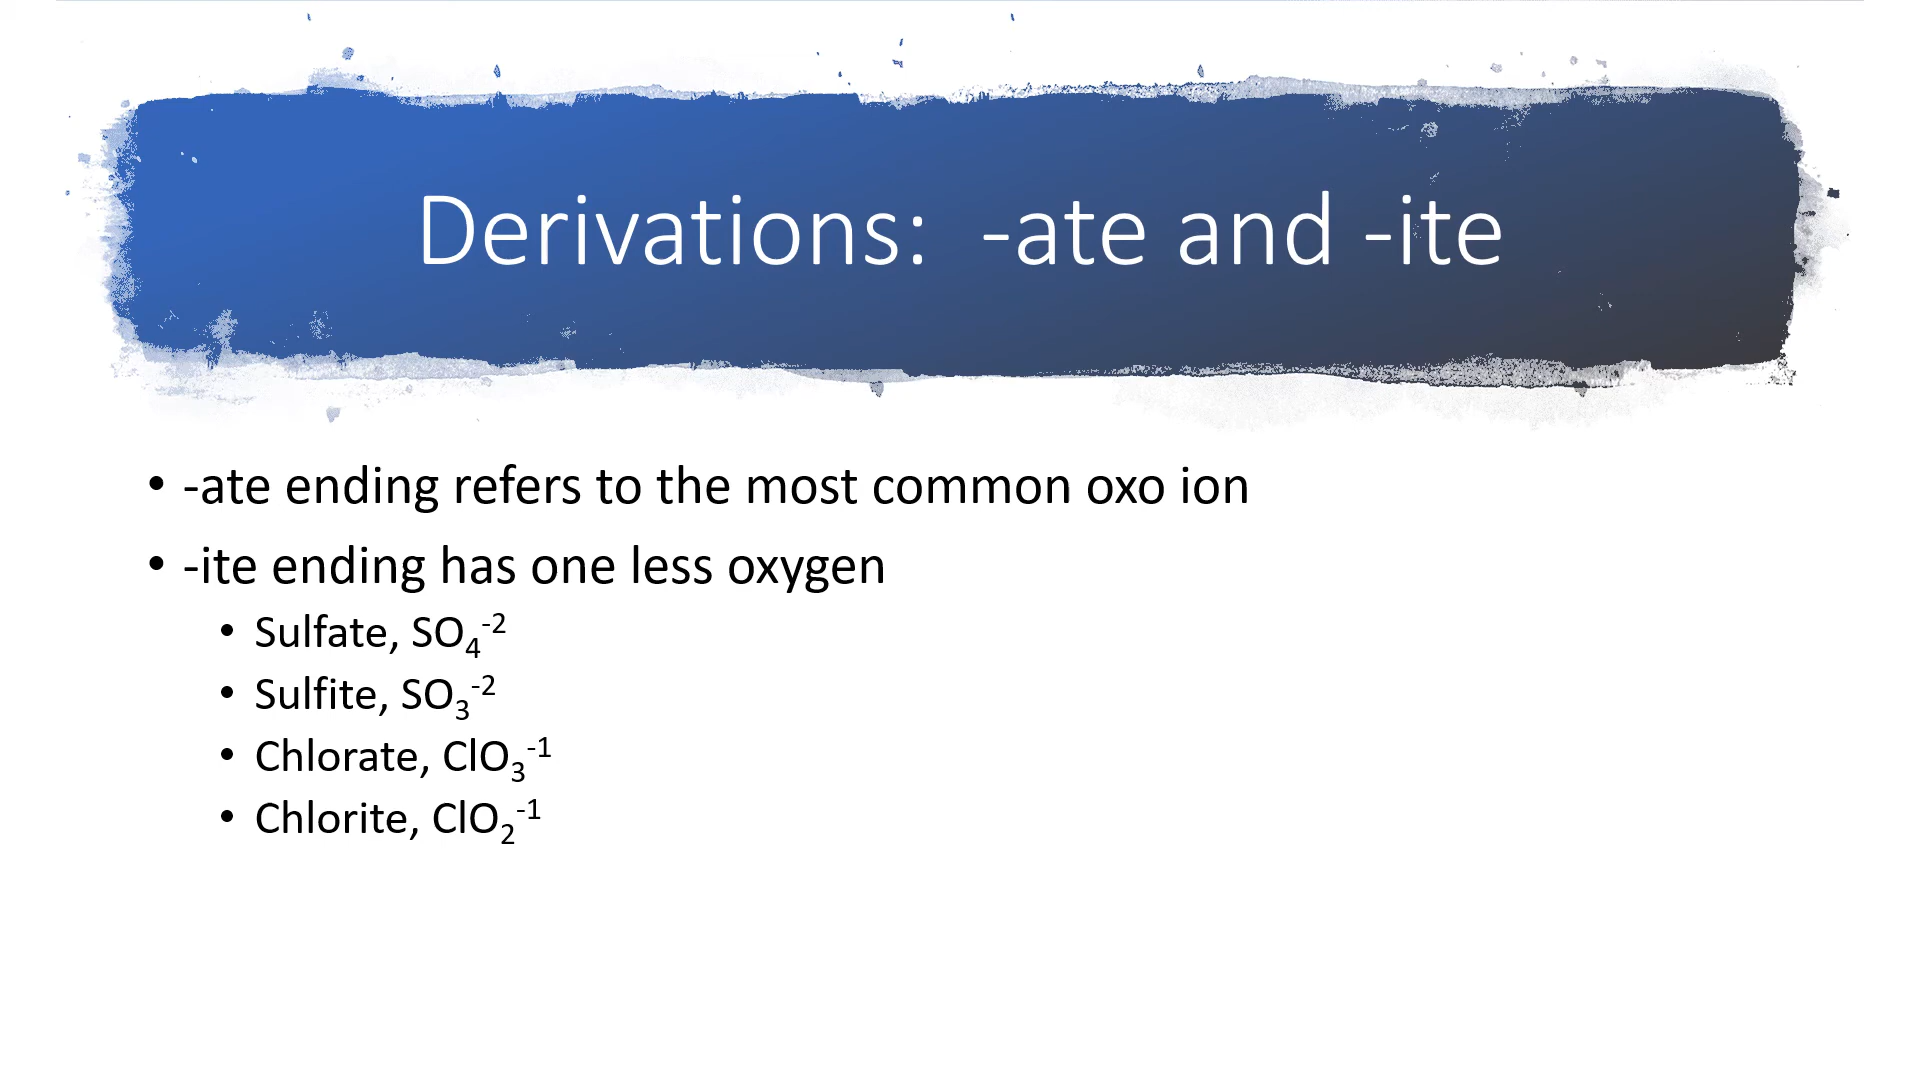 Derivations:  -ate and -ite
• -ate ending refers to the most common oxo ion
• -ite ending has one less oxygen
• Sulfate, SO₄⁻²
• Sulfite, SO₃⁻²
• Chlorate, ClO₃⁻¹
• Chlorite, ClO₂⁻¹